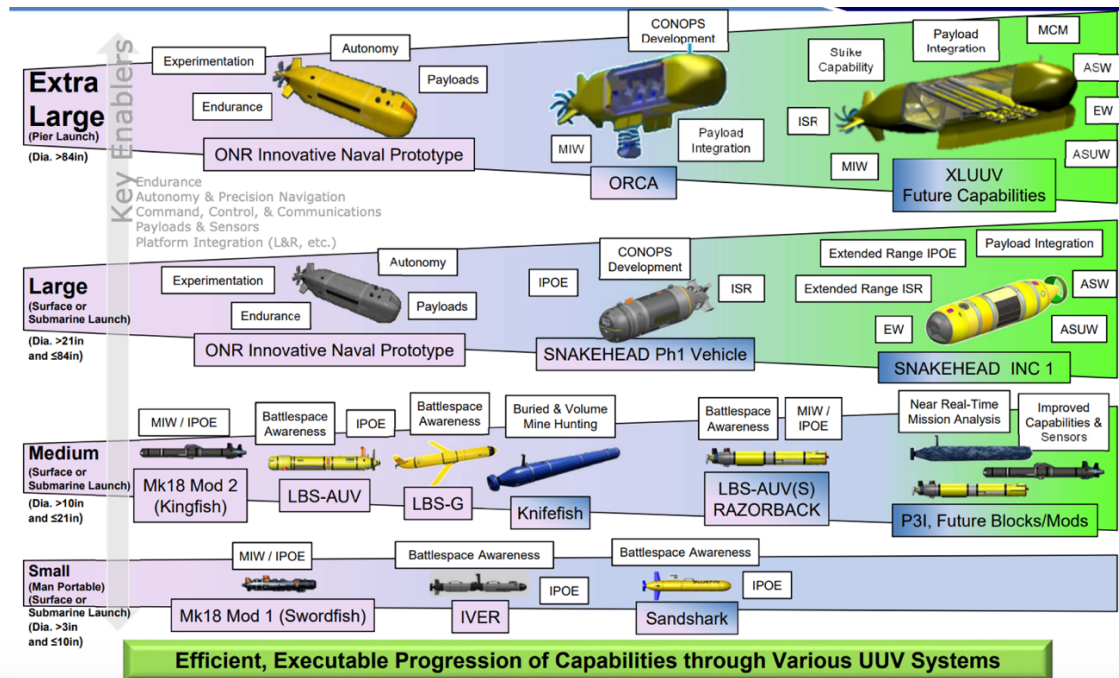 Extra
Large
(Pier Launch)
(Dia. >84in)
Key Enablers
Experimentation
Autonomy
Payloads
Endurance
ONR Innovative Naval Prototype
CONOPS
Development
MIW
Payload
Integration
ORCA
Strike
Capability
Payload
Integration
MCM
ASW
ISR
EW
MIW
ASUW
XLUUV
Future Capabilities
Endurance
Autonomy & Precision Navigation
Command, Control, & Communications
Payloads & Sensors
Platform Integration (L&R, etc.)
Large
(Surface or
Submarine Launch)
(Dia. >21in
and ≤84in)
Experimentation
Autonomy
Payloads
Endurance
ONR Innovative Naval Prototype
IPOE
CONOPS
Development
ISR
SNAKEHEAD Ph1 Vehicle
Extended Range IPOE
Payload Integration
Extended Range ISR
ASW
EW
ASUW
SNAKEHEAD INC 1
Medium
(Surface or
Submarine Launch)
(Dia. >10in
and ≤21in)
MIW / IPOE
Mk18 Mod 2
(Kingfish)
Battlespace
Awareness
IPOE
LBS-AUV
Battlespace
Awareness
LBS-G
Buried & Volume
Mine Hunting
Knifefish
Battlespace
Awareness
MIW /
IPOE
LBS-AUV(S)
RAZORBACK
Near Real-Time
Mission Analysis
Improved
Capabilities &
Sensors
P3I, Future Blocks/Mods
Small
(Man Portable)
(Surface or
Submarine Launch)
(Dia. >3in
and ≤10in)
MIW / IPOE
Mk18 Mod 1 (Swordfish)
Battlespace Awareness
IPOE
IVER
Battlespace Awareness
IPOE
Sandshark
Efficient, Executable Progression of Capabilities through Various UUV Systems